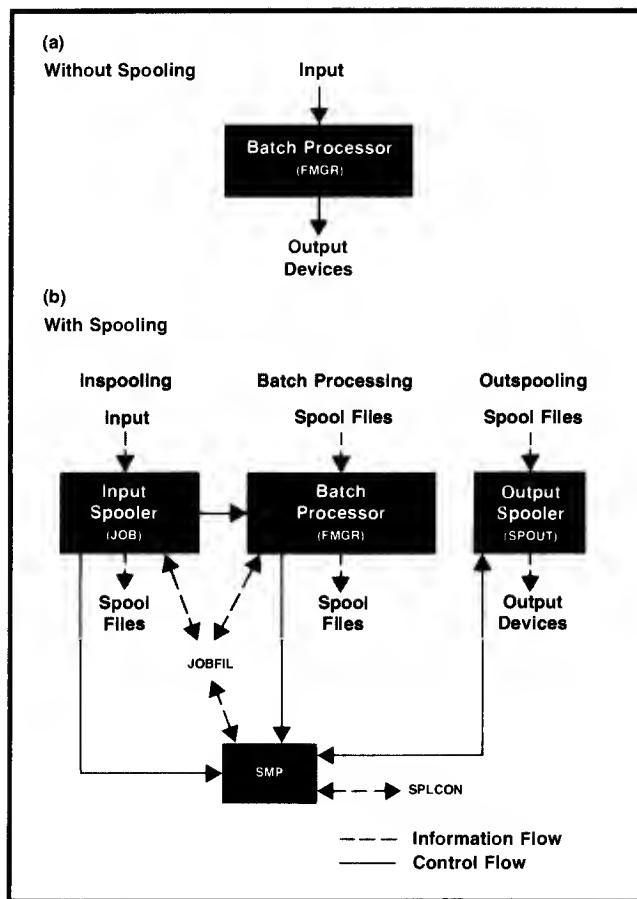 (a)
Without Spooling
Input
Batch Processor
(FMGR)
Output
Devices
(b)
With Spooling
Inspooling
Batch Processing
Outspooling
Input
Spool Files
Spool Files
Input
Spooler
(JOB)
Batch
Processor
(FMGR)
Output
Spooler
(SPOUT)
Spool
Files
Spool
Files
Output
Devices
JOBFIL
SMP
SPLCON
Information Flow
Control Flow